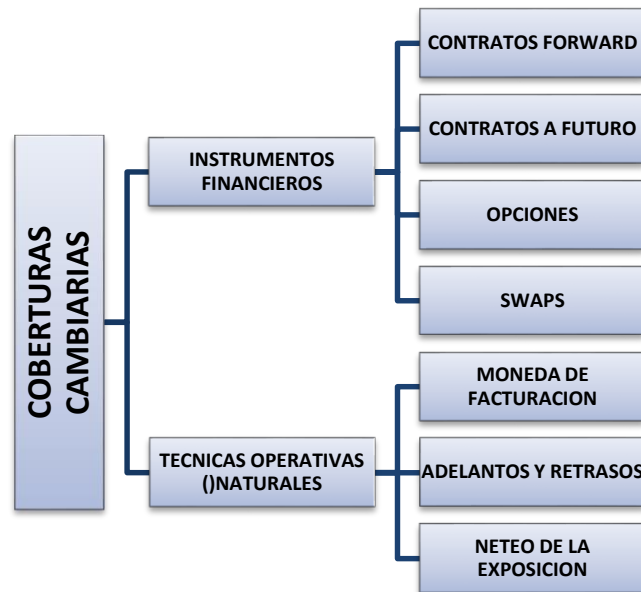 COBERTURAS
CAMBIARIAS
INSTRUMENTOS
FINANCIEROS
CONTRATOS FORWARD
CONTRATOS A FUTURO
OPCIONES
SWAPS
TECNICAS OPERATIVAS
()NATURALES
MONEDA DE
FACTURACION
ADELANTOS Y RETRASOS
NETEO DE LA
EXPOSICION